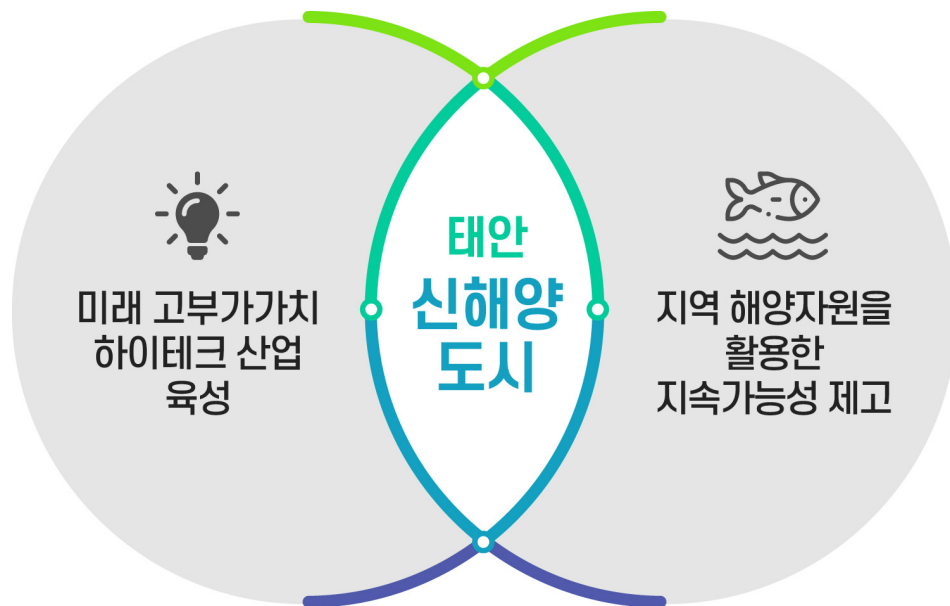 미래 고부가가치
하이테크 산업
육성
태안
신해양
도시
지역 해양자원을
활용한
지속가능성 제고